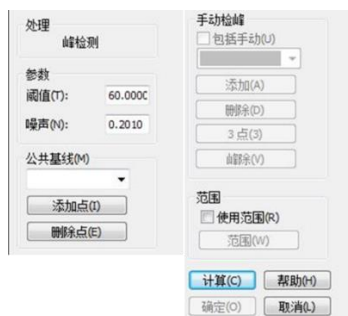 处理
峰检测
参数
阈值(T): 60.000
噪声(N): 0.2010
公共基线(M)
添加点(I)
删除点(E)
手动检峰
包括手动(U)
添加(A)
删除(D)
3 点(3)
峰除(V)
范围
使用范围(R)
范围(W)
计算(C) 帮助(H)
确定(O) 取消(L)